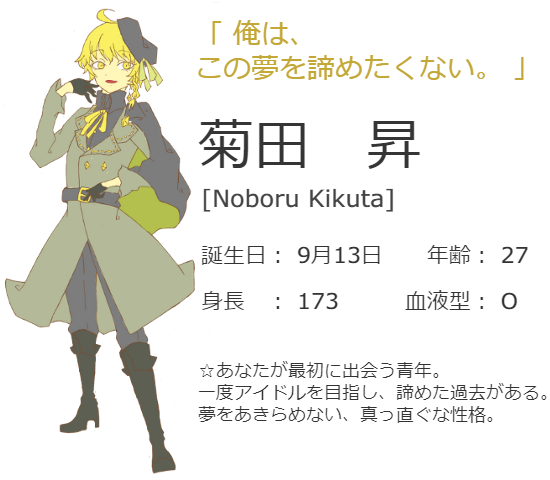 「 俺は、
この夢を諦めたくない。 」
菊田　昇
[Noboru Kikuta]
誕生日： 9月13日　　年齢： 27
身長　： 173　　　血液型： O
☆あなたが最初に出会う青年。
一度アイドルを目指し、諦めた過去がある。
夢をあきらめない、真っ直ぐな性格。